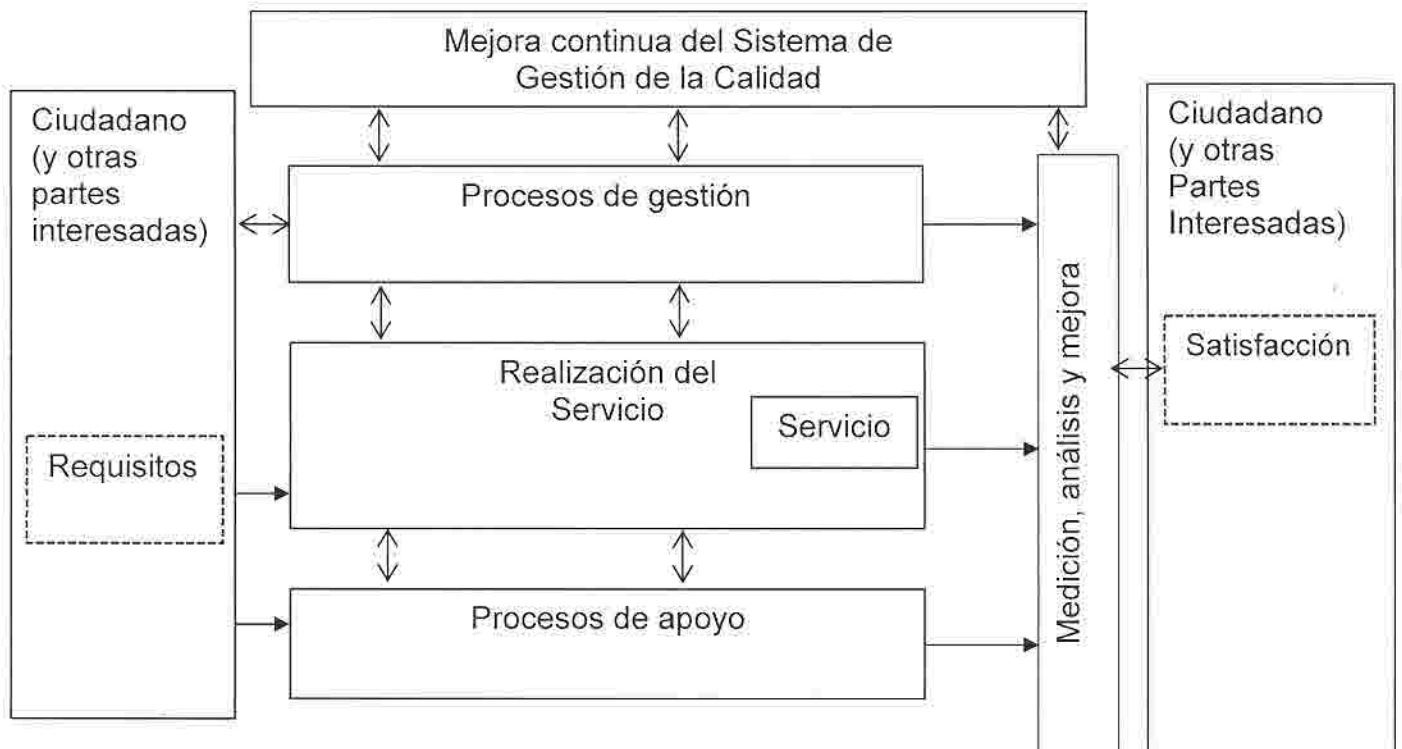 Mejora continua del Sistema de
Gestión de la Calidad
Ciudadano
(y otras
partes
interesadas)
Procesos de gestión
Realización del
Servicio
Servicio
Requisitos
Procesos de apoyo
Medición, análisis y mejora
Ciudadano
(y otras
Partes
Interesadas)
Satisfacción